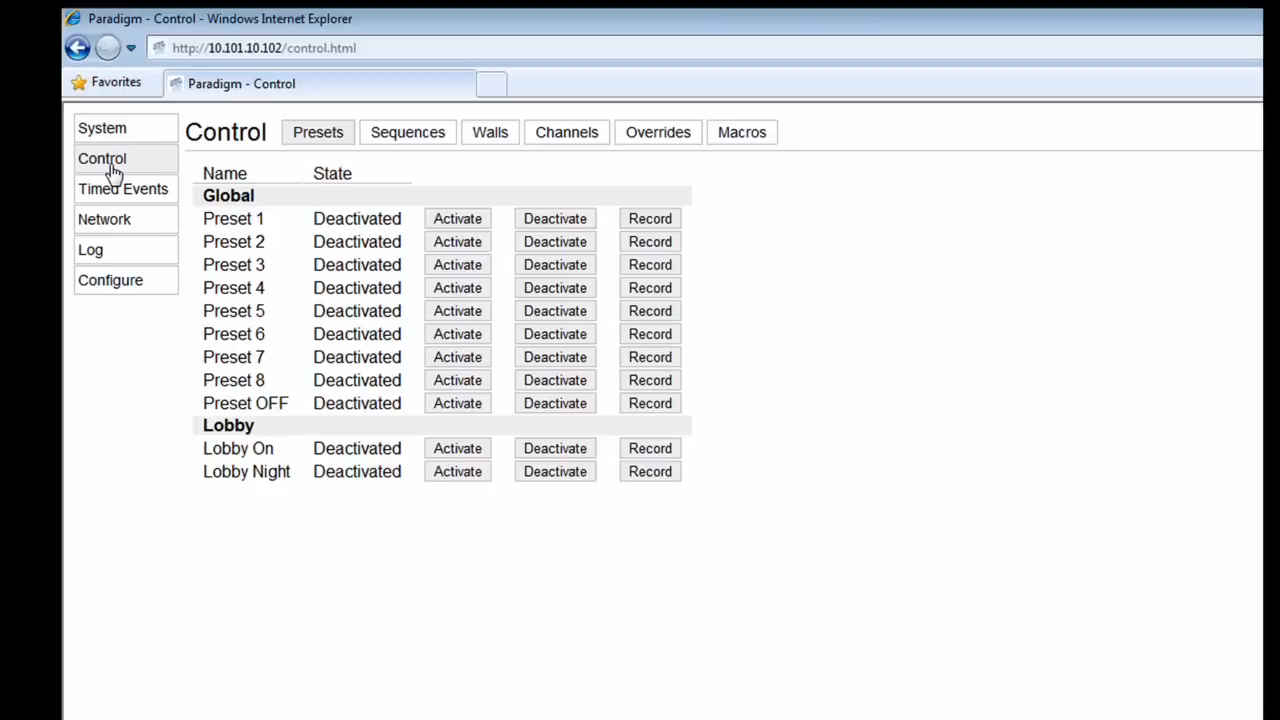 Paradigm - Control - Windows Internet Explorer
http://10.101.10.102/control.html
Favorites Paradigm - Control
System
Control
Timed Events
Network
Log
Configure
Control Presets Sequences Walls Channels Overrides Macros
Name State
Global
Preset 1 Deactivated Activate Deactivate Record
Preset 2 Deactivated Activate Deactivate Record
Preset 3 Deactivated Activate Deactivate Record
Preset 4 Deactivated Activate Deactivate Record
Preset 5 Deactivated Activate Deactivate Record
Preset 6 Deactivated Activate Deactivate Record
Preset 7 Deactivated Activate Deactivate Record
Preset 8 Deactivated Activate Deactivate Record
Preset OFF Deactivated Activate Deactivate Record
Lobby
Lobby On Deactivated Activate Deactivate Record
Lobby Night Deactivated Activate Deactivate Record